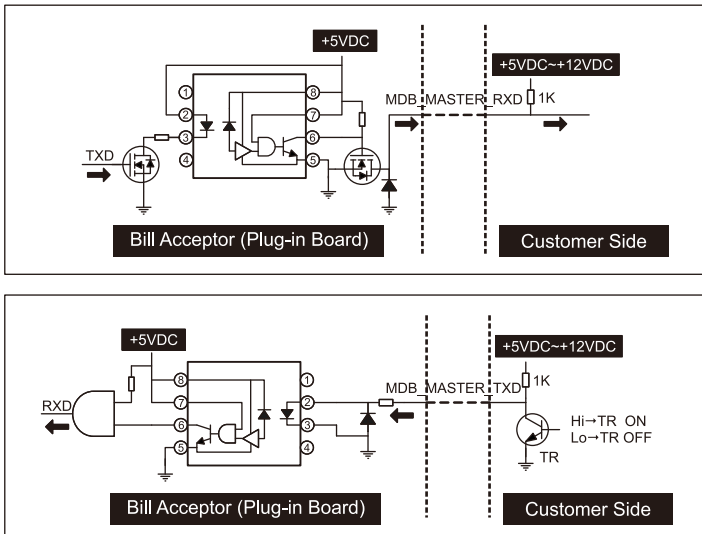 +5VDC
+5VDC~+12VDC
1
2
3
4
8
7
6
5
MDB_MASTER_RXD
1K
TXD
Bill Acceptor (Plug-in Board)
Customer Side
+5VDC
+5VDC~+12VDC
8
7
6
5
1
2
3
4
MDB_MASTER_TXD
1K
RXD
Hi→TR ON
Lo→TR OFF
TR
Bill Acceptor (Plug-in Board)
Customer Side